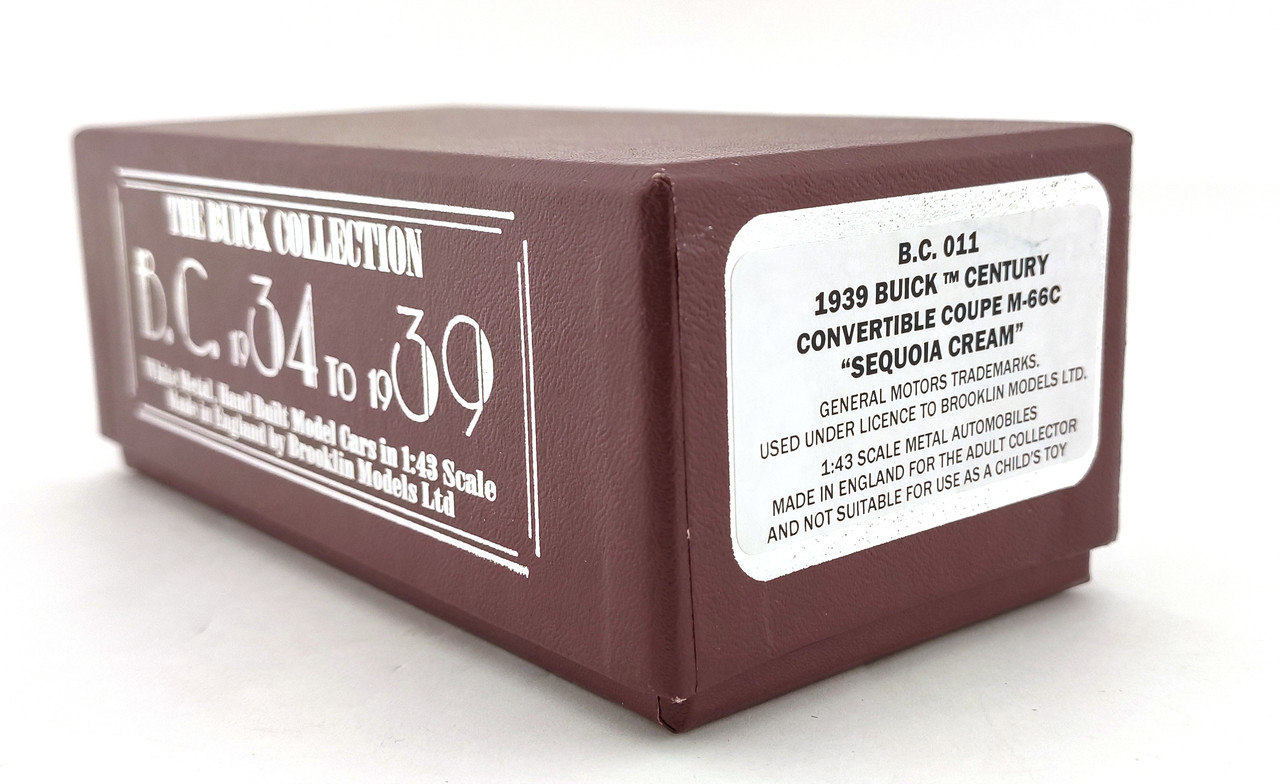 THE BUICK COLLECTION
B.C. 1934 TO 1939
White Metal, Hand Built Model Cars in 1:43 Scale
Made in England by Brooklin Models Ltd
B.C. 011
1939 BUICK ™ CENTURY
CONVERTIBLE COUPE M-66C
“SEQUOIA CREAM”
GENERAL MOTORS TRADEMARKS.
USED UNDER LICENCE TO BROOKLIN MODELS LTD.
1:43 SCALE METAL AUTOMOBILES
MADE IN ENGLAND FOR THE ADULT COLLECTOR
AND NOT SUITABLE FOR USE AS A CHILD'S TOY